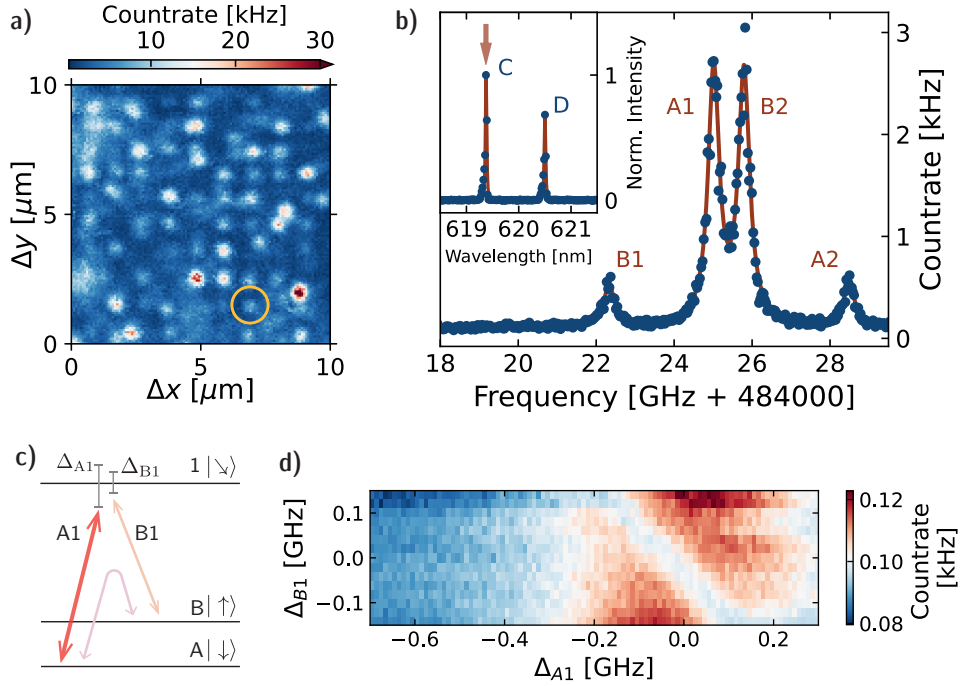 a)
Countrate [kHz]
10 20 30
10
5
0
Δy [μm]
0 5 10
Δx [μm]
b)
C
D
1
0
Norm. Intensity
619 620 621
Wavelength [nm]
A1
B2
B1
A2
3
2
1
0
Countrate [kHz]
18 20 22 24 26 28
Frequency [GHz + 484000]
c)
Δ_A1 Δ_B1 1 |↘⟩
A1 B1
B|↑⟩
A|↓⟩
d)
0.1
0.0
−0.1
Δ_B1 [GHz]
−0.6 −0.4 −0.2 0.0 0.2
Δ_A1 [GHz]
0.12
0.10
0.08
Countrate
[kHz]